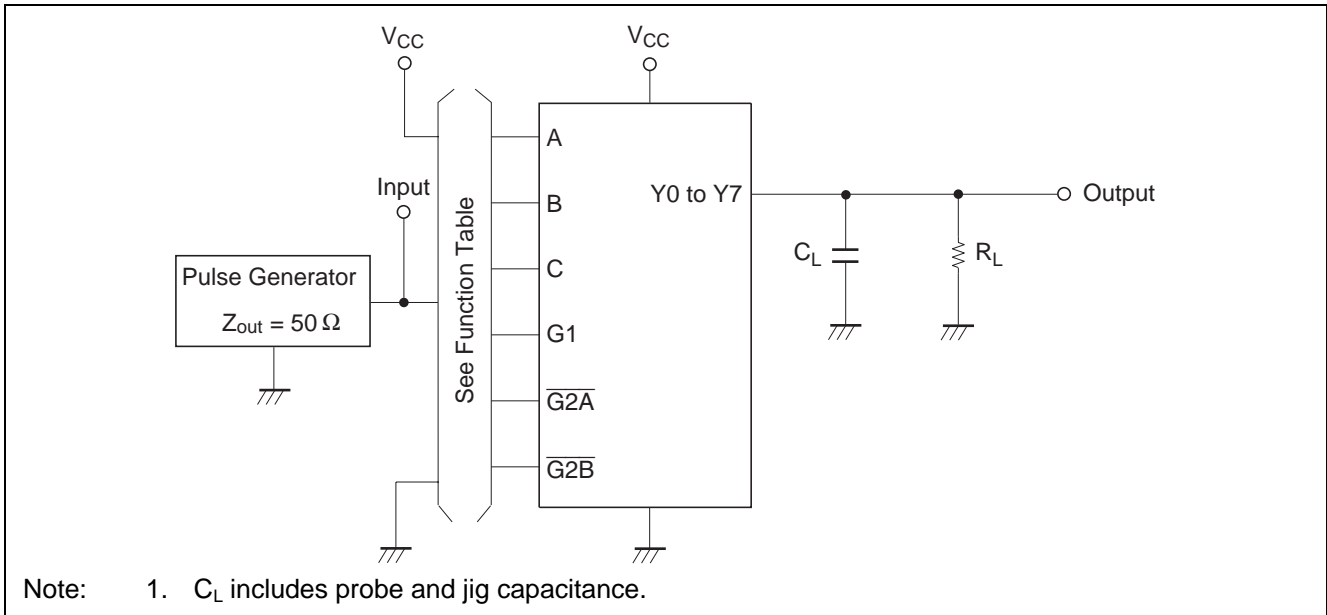 VCC
VCC
A
Input
B
Y0 to Y7
Output
Pulse Generator
Zout = 50 Ω
See Function Table
C
CL
RL
G1
G2A
G2B
Note: 1. CL includes probe and jig capacitance.